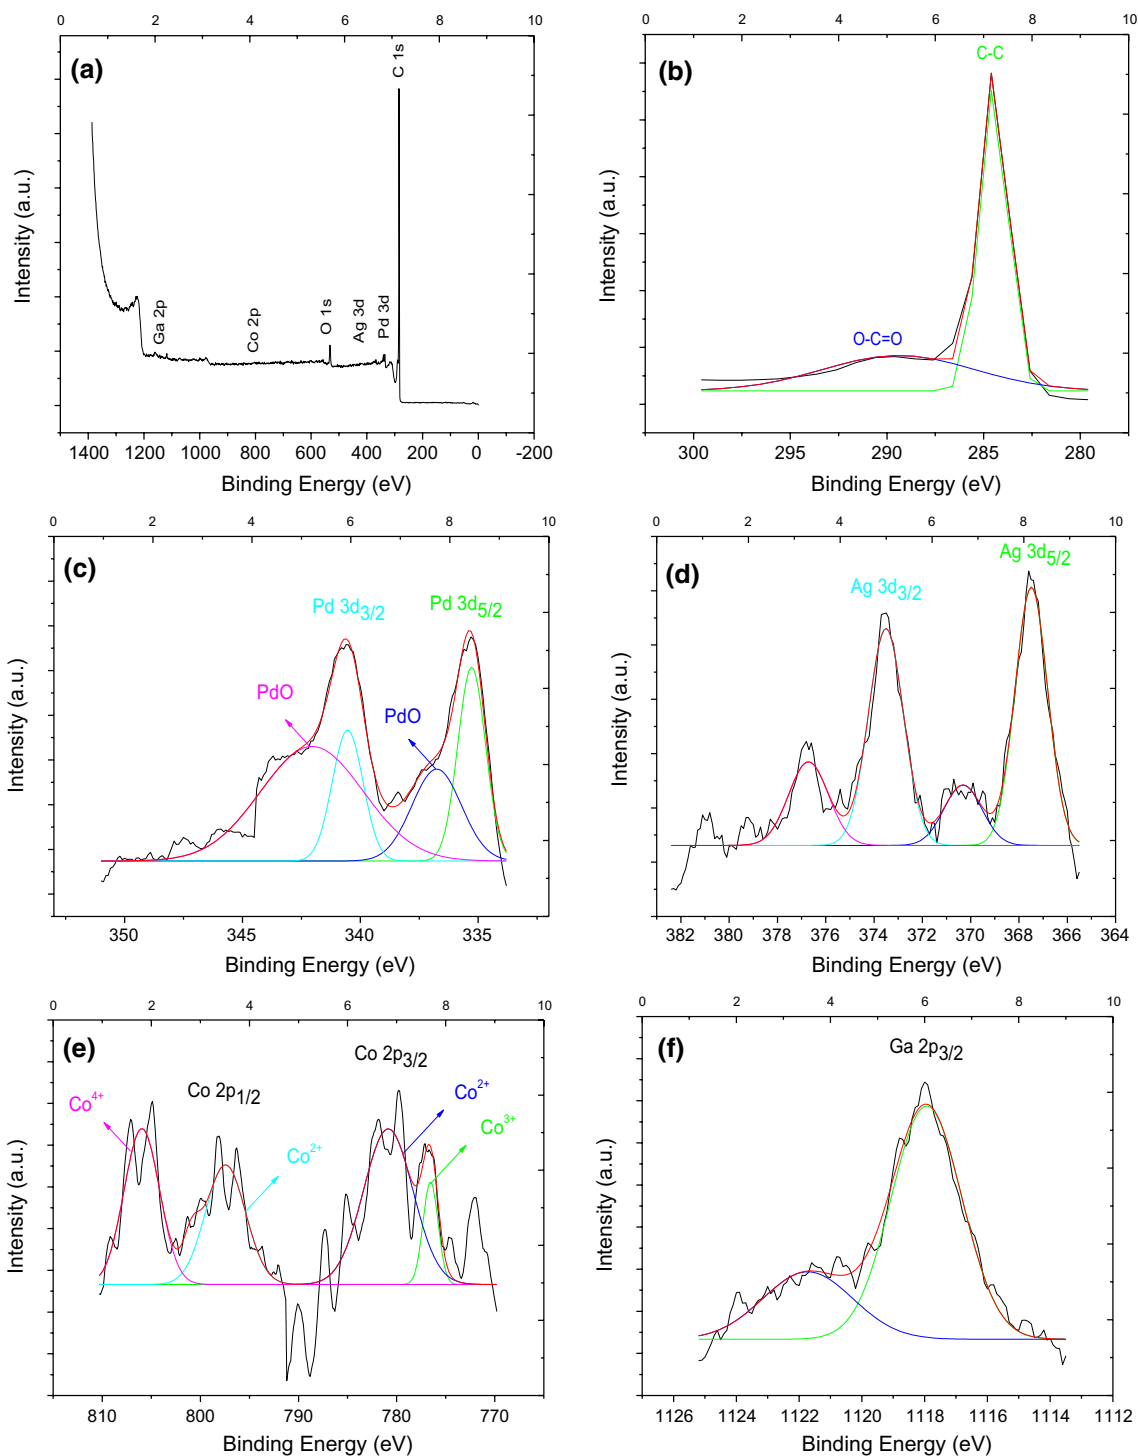 0 2 4 6 8 10
(a)
Ga 2p
Co 2p
O 1s
Ag 3d
Pd 3d
C 1s
Intensity (a.u.)
1400 1200 1000 800 600 400 200 0 -200
Binding Energy (eV)
0 2 4 6 8 10
(b)
C-C
O-C=O
Intensity (a.u.)
300 295 290 285 280
Binding Energy (eV)
0 2 4 6 8 10
(c)
Pd 3d3/2
Pd 3d5/2
PdO
PdO
Intensity (a.u.)
350 345 340 335
Binding Energy (eV)
0 2 4 6 8 10
(d)
Ag 3d5/2
Ag 3d3/2
Intensity (a.u.)
382 380 378 376 374 372 370 368 366 364
Binding Energy (eV)
0 2 4 6 8 10
(e)
Co 2p3/2
Co 2p1/2
Co4+
Co2+
Co2+
Co3+
Intensity (a.u.)
810 800 790 780 770
Binding Energy (eV)
0 2 4 6 8 10
(f)
Ga 2p3/2
Intensity (a.u.)
1126 1124 1122 1120 1118 1116 1114 1112
Binding Energy (eV)